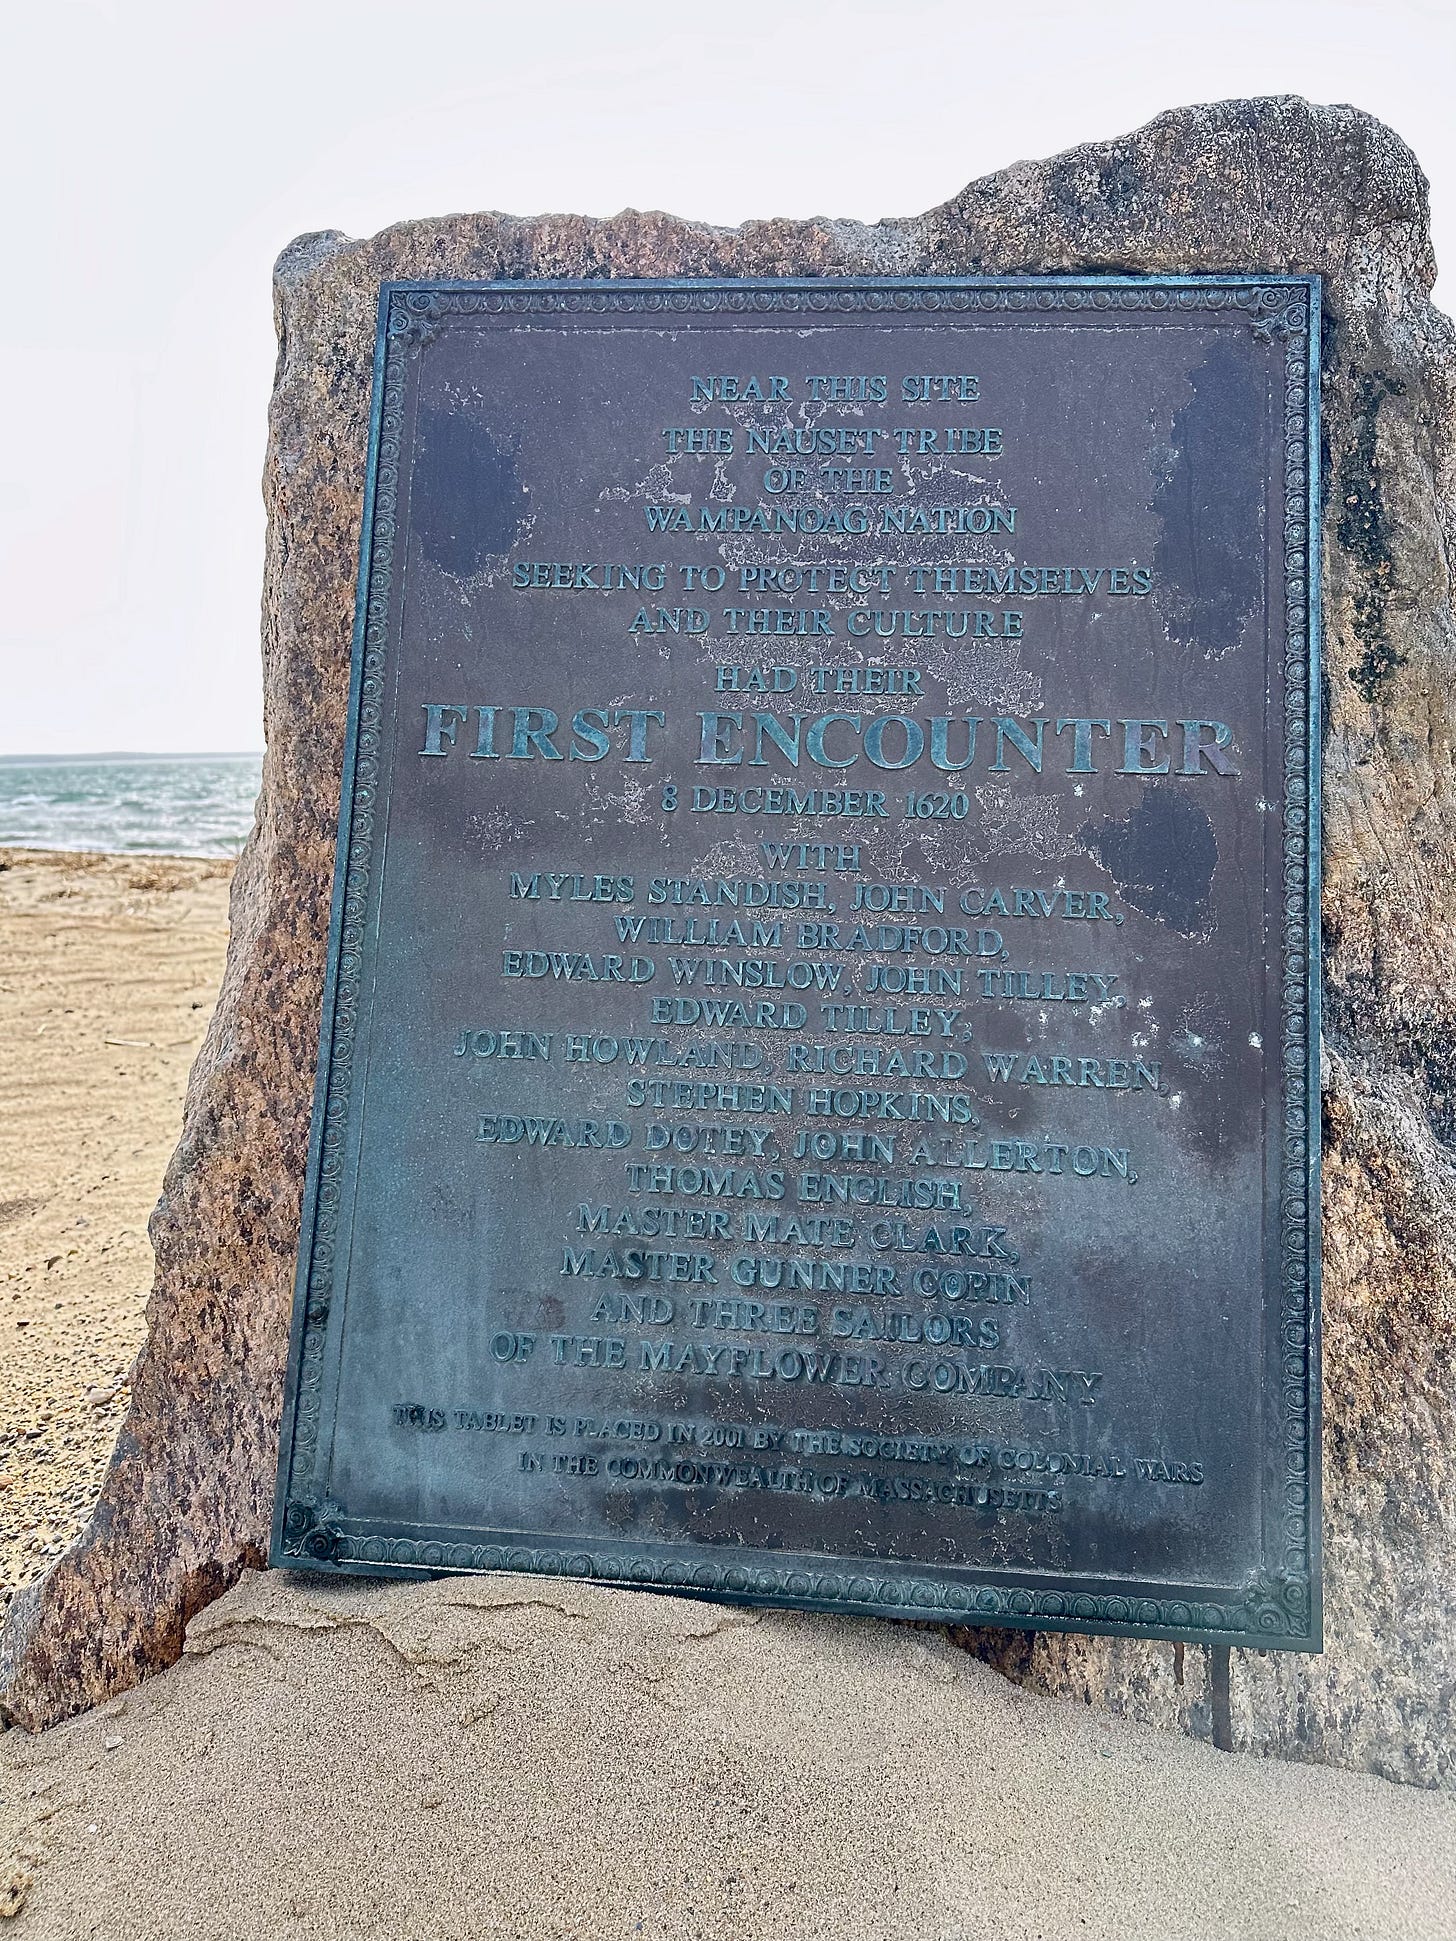 NEAR THIS SITE
THE NAUSET TRIBE
OF THE
WAMPANOAG NATION
SEEKING TO PROTECT THEMSELVES
AND THEIR CULTURE
HAD THEIR
FIRST ENCOUNTER
8 DECEMBER 1620
WITH
MYLES STANDISH, JOHN CARVER,
WILLIAM BRADFORD,
EDWARD WINSLOW, JOHN TILLEY,
EDWARD TILLEY,
JOHN HOWLAND, RICHARD WARREN,
STEPHEN HOPKINS,
EDWARD DOTEY, JOHN ALLERTON,
THOMAS ENGLISH,
MASTER MATE CLARK,
MASTER GUNNER COPIN
AND THREE SAILORS
OF THE MAYFLOWER COMPANY
THIS TABLET IS PLACED IN 2001 BY THE SOCIETY OF COLONIAL WARS
IN THE COMMONWEALTH OF MASSACHUSETTS